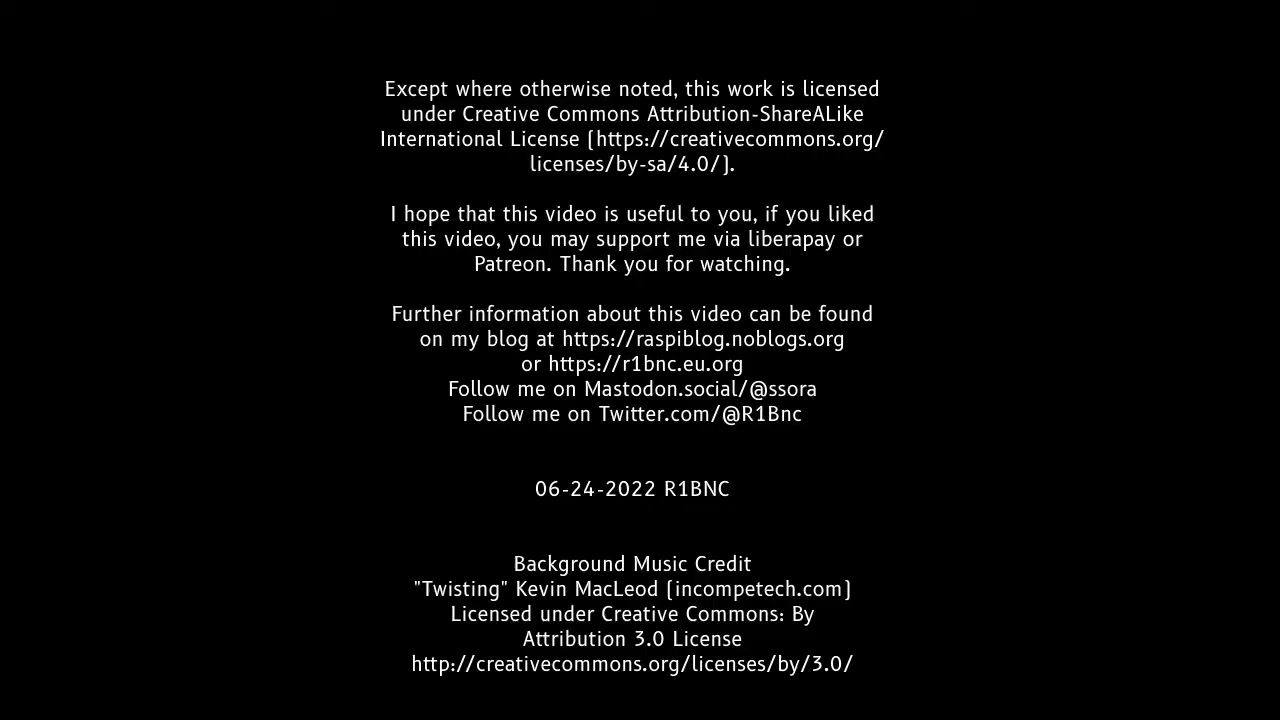 Except where otherwise noted, this work is licensed
under Creative Commons Attribution-ShareALike
International License (https://creativecommons.org/
licenses/by-sa/4.0/).
I hope that this video is useful to you, if you liked
this video, you may support me via liberapay or
Patreon. Thank you for watching.
Further information about this video can be found
on my blog at https://raspiblog.noblogs.org
or https://r1bnc.eu.org
Follow me on Mastodon.social/@ssora
Follow me on Twitter.com/@R1Bnc
06-24-2022 R1BNC
Background Music Credit
"Twisting" Kevin MacLeod (incompetech.com)
Licensed under Creative Commons: By
Attribution 3.0 License
http://creativecommons.org/licenses/by/3.0/